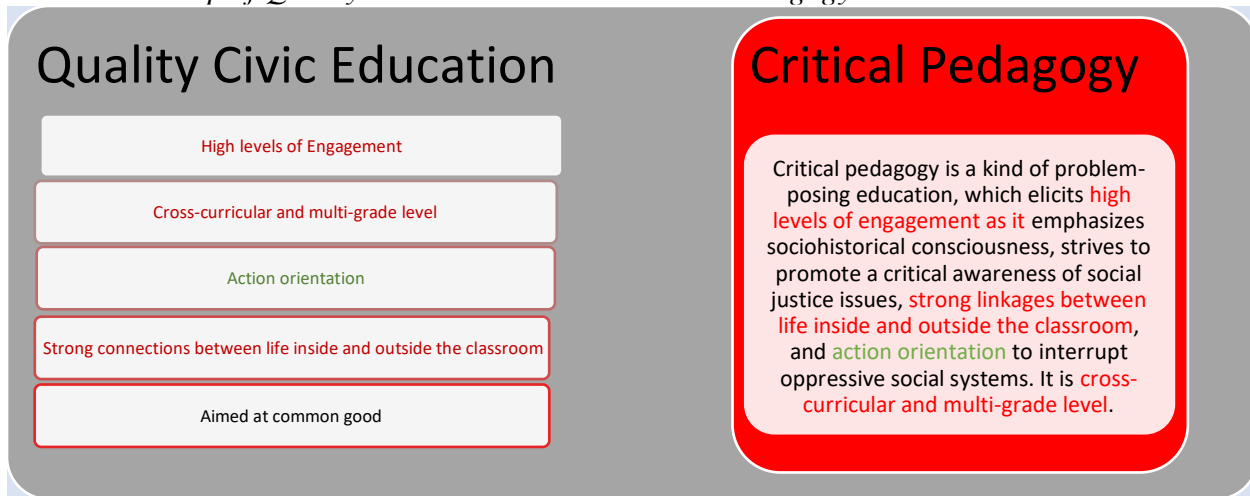 Quality Civic Education
High levels of Engagement
Cross-curricular and multi-grade level
Action orientation
Strong connections between life inside and outside the classroom
Aimed at common good
Critical Pedagogy
Critical pedagogy is a kind of problem-
posing education, which elicits high
levels of engagement as it emphasizes
sociohistorical consciousness, strives to
promote a critical awareness of social
justice issues, strong linkages between
life inside and outside the classroom,
and action orientation to interrupt
oppressive social systems. It is cross-
curricular and multi-grade level.